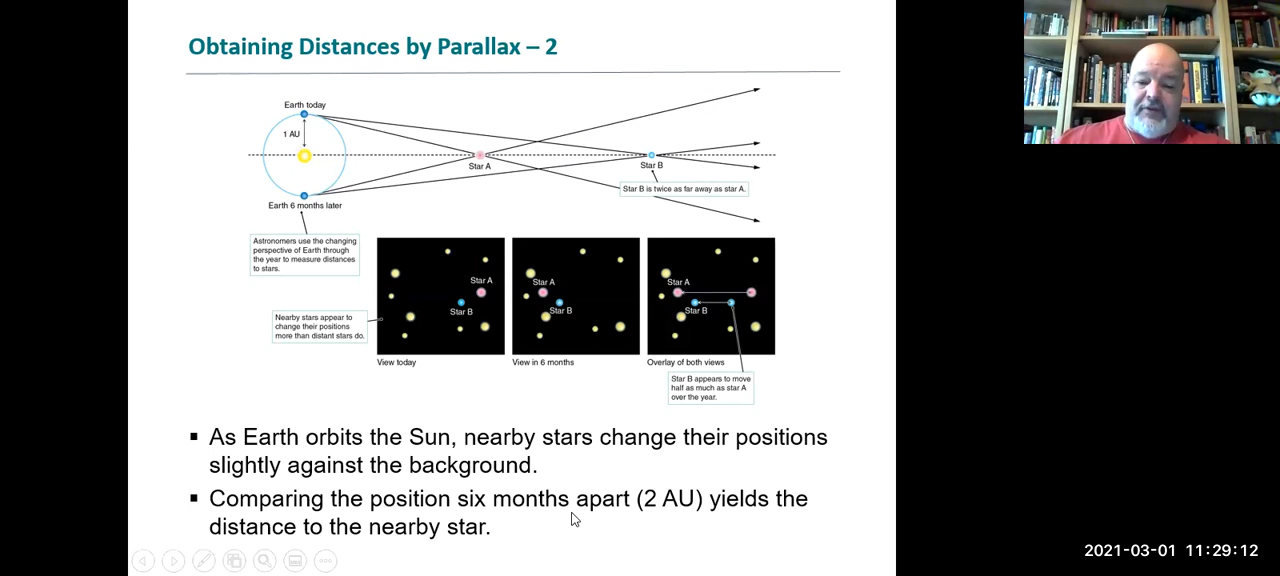 Obtaining Distances by Parallax – 2
Earth today
1 AU
Star A
Star B
Star B is twice as far away as star A.
Earth 6 months later
Astronomers use the changing
perspective of Earth through
the year to measure distances
to stars.
Nearby stars appear to
change their positions
more than distant stars do.
Star A
Star B
View today
Star A
Star B
View in 6 months
Star A
Star B
Overlay of both views
Star B appears to move
half as much as star A
over the year.
▪ As Earth orbits the Sun, nearby stars change their positions
slightly against the background.
▪ Comparing the position six months apart (2 AU) yields the
distance to the nearby star.
2021-03-01 11:29:12